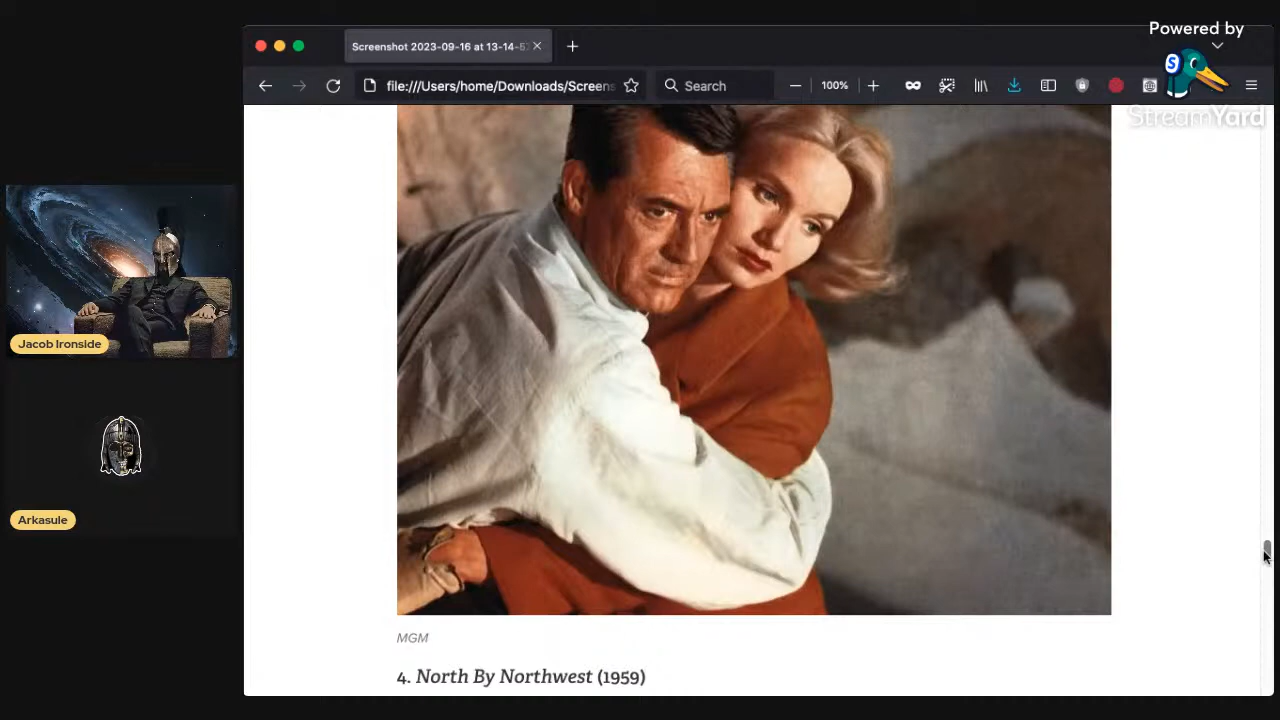 Powered by
StreamYard
Screenshot 2023-09-16 at 13-14-5
file:///Users/home/Downloads/Screens
Search
100%
Jacob Ironside
Arkasule
MGM
4. North By Northwest (1959)